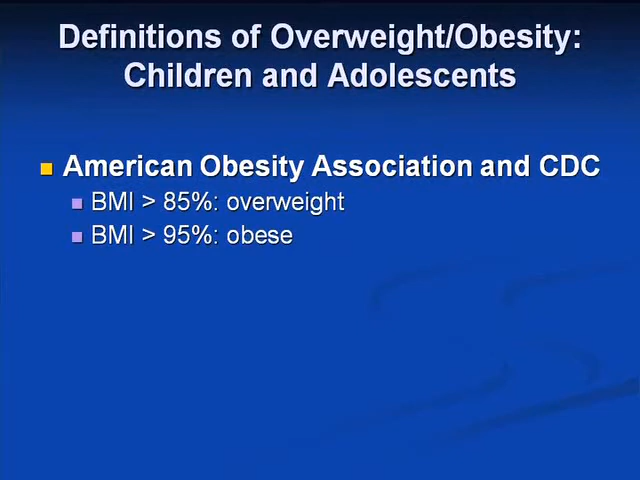 Definitions of Overweight/Obesity:
Children and Adolescents
American Obesity Association and CDC
BMI > 85%: overweight
BMI > 95%: obese